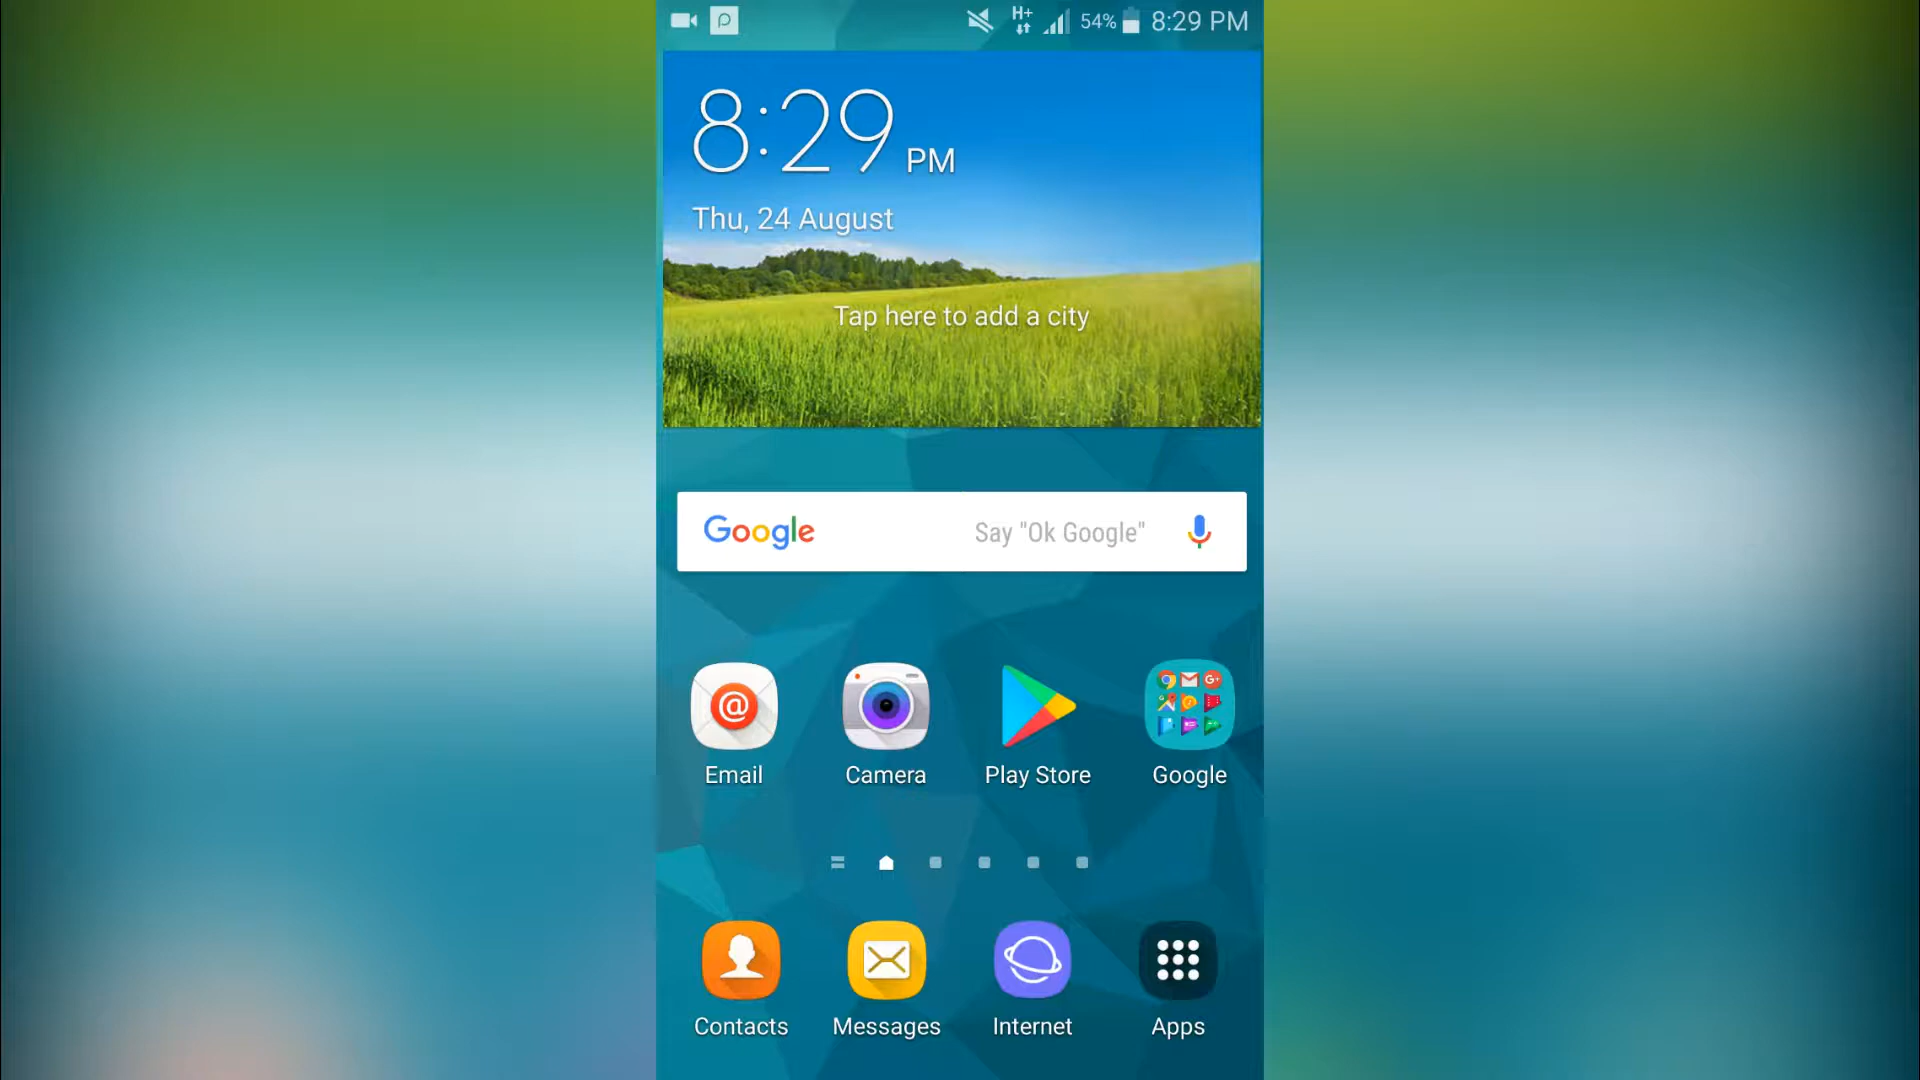 H+ 54% 8:29 PM
8:29 PM
Thu, 24 August
Tap here to add a city
Google Say "Ok Google"
Email Camera Play Store Google
Contacts Messages Internet Apps